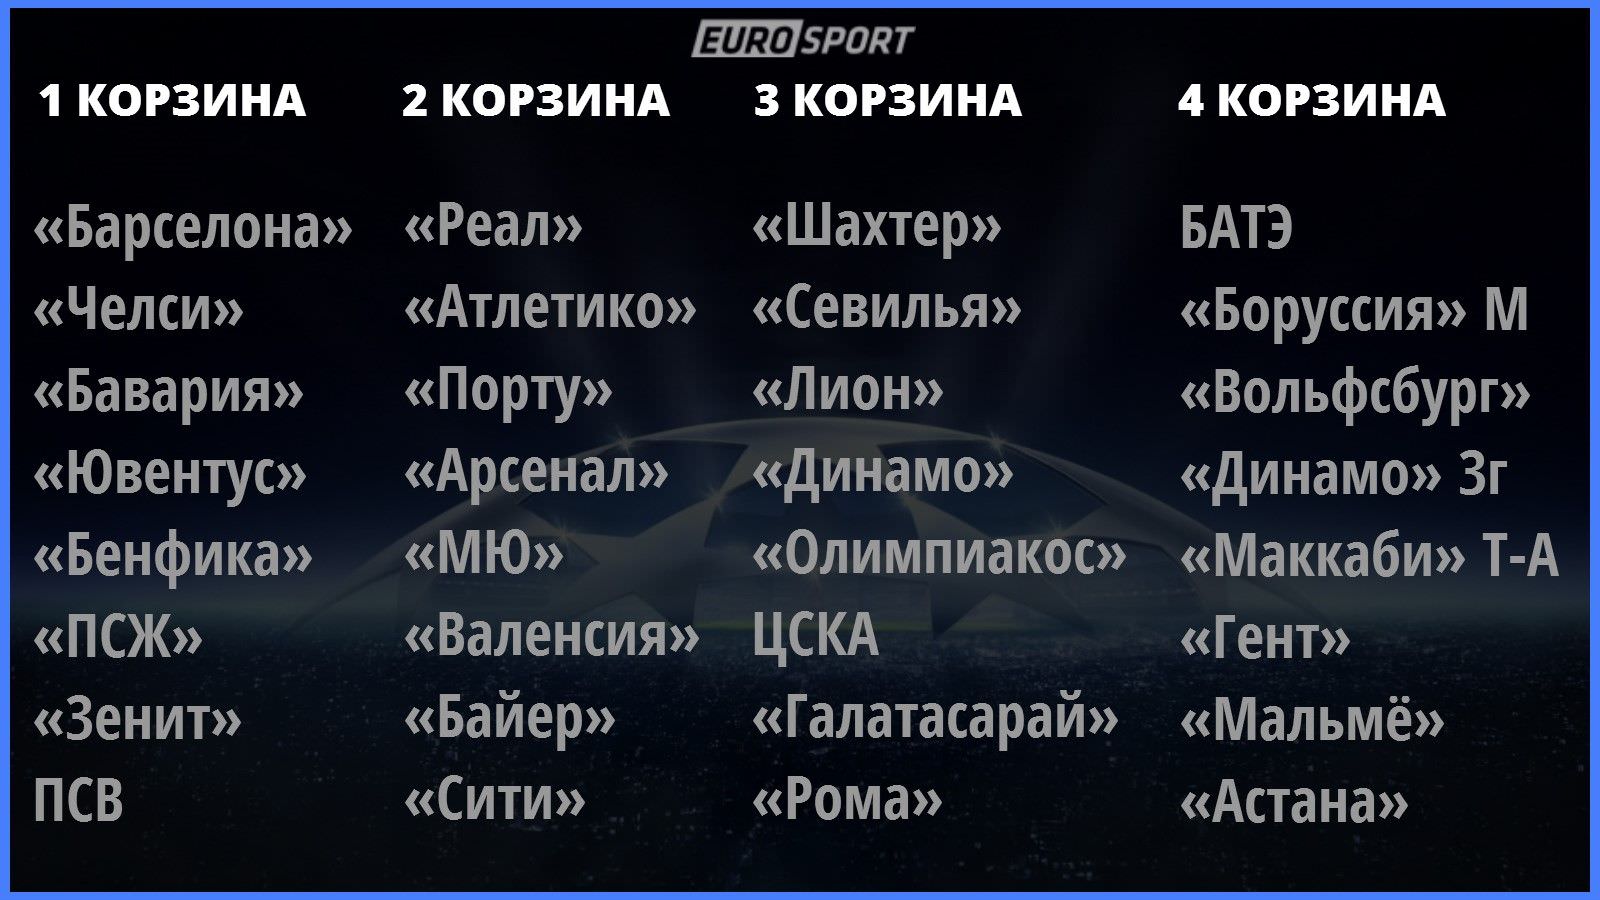 EUROSPORT
1 КОРЗИНА
«Барселона»
«Челси»
«Бавария»
«Ювентус»
«Бенфика»
«ПСЖ»
«Зенит»
ПСВ
2 КОРЗИНА
«Реал»
«Атлетико»
«Порту»
«Арсенал»
«МЮ»
«Валенсия»
«Байер»
«Сити»
3 КОРЗИНА
«Шахтер»
«Севилья»
«Лион»
«Динамо»
«Олимпиакос»
ЦСКА
«Галатасарай»
«Рома»
4 КОРЗИНА
БАТЭ
«Боруссия» М
«Вольфсбург»
«Динамо» Зг
«Маккаби» Т-А
«Гент»
«Мальмё»
«Астана»